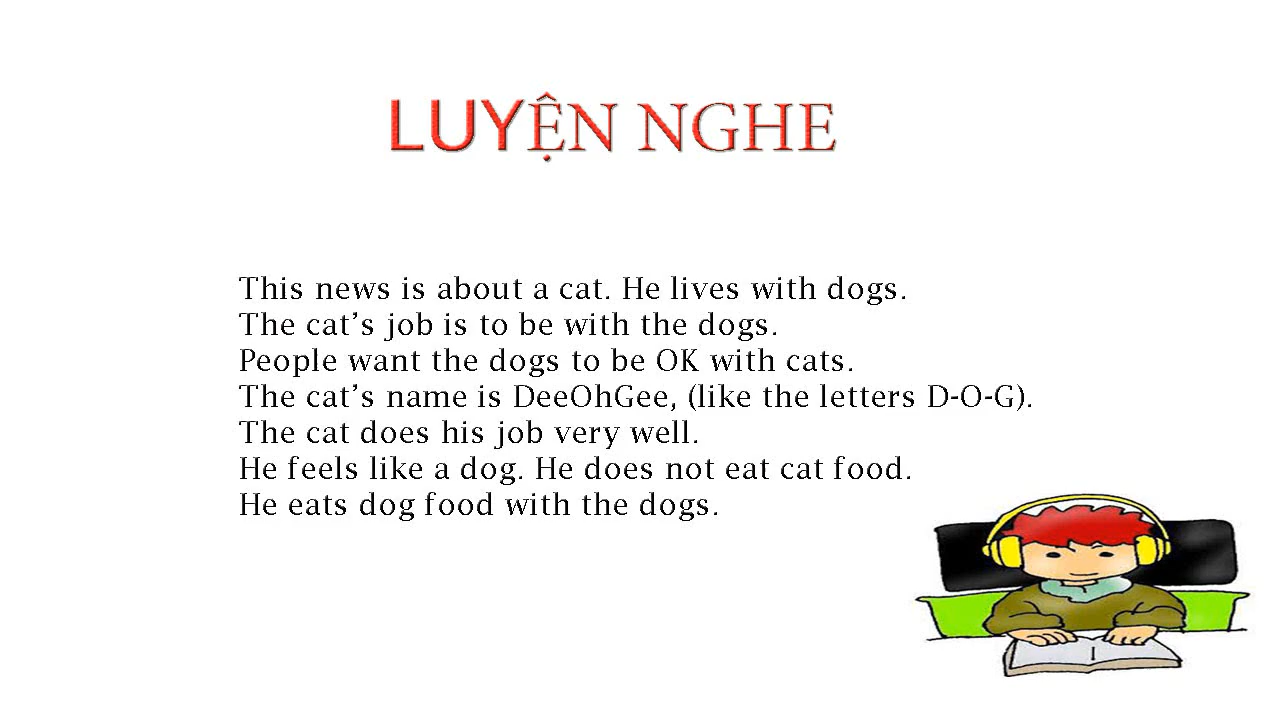 LUYỆN NGHE
This news is about a cat. He lives with dogs.
The cat’s job is to be with the dogs.
People want the dogs to be OK with cats.
The cat’s name is DeeOhGee, (like the letters D-O-G).
The cat does his job very well.
He feels like a dog. He does not eat cat food.
He eats dog food with the dogs.